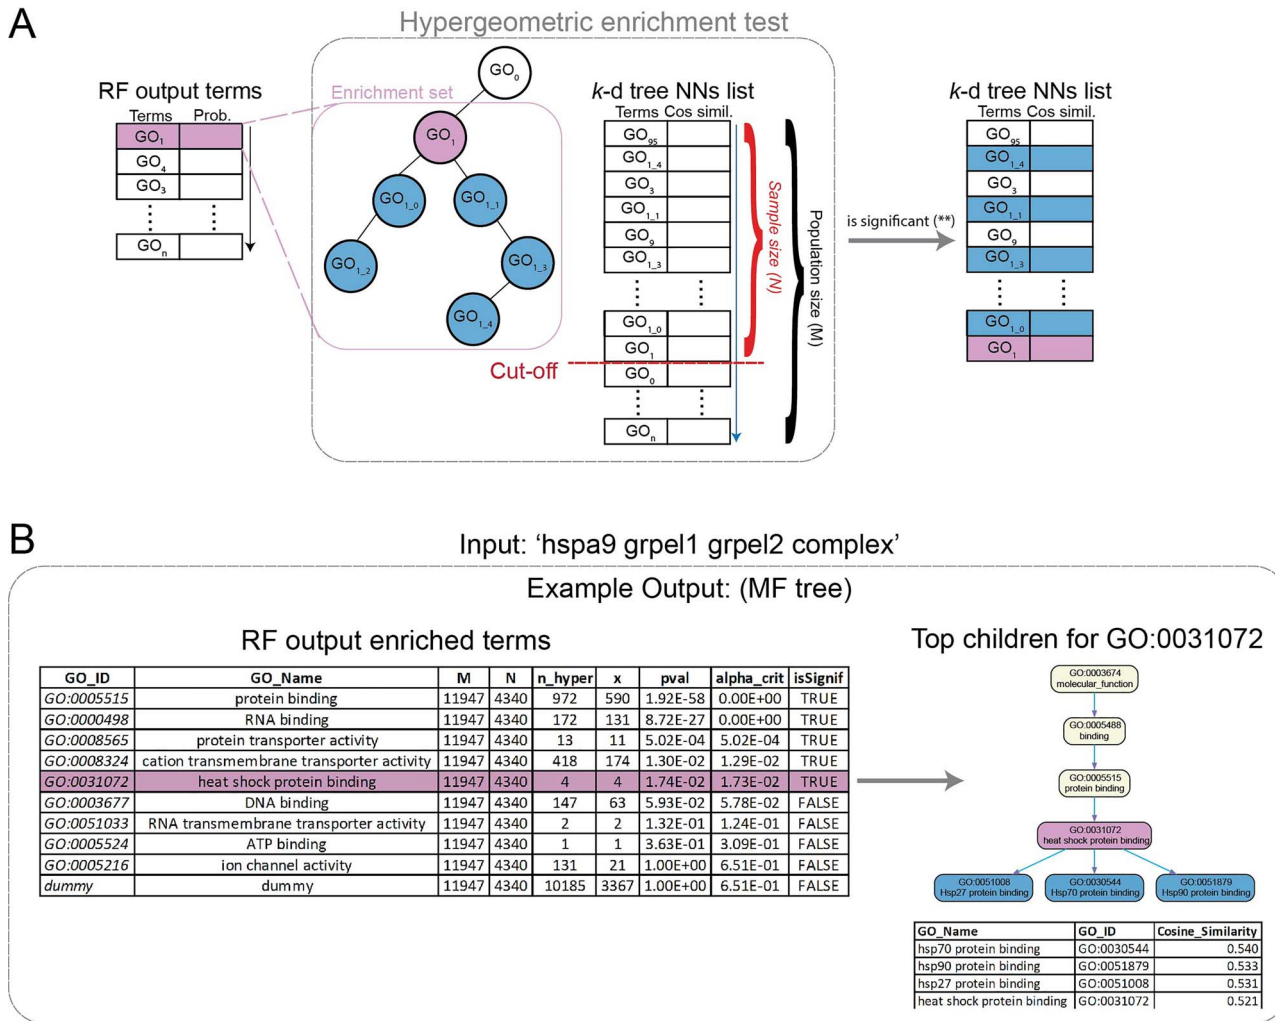 A
Hypergeometric enrichment test
RF output terms
Terms Prob.
GO1
GO4
GO3
GOn
Enrichment set
GO0
GO1
GO1_0
GO1_1
GO1_2
GO1_3
GO1_4
k-d tree NNs list
Terms Cos simil.
GO95
GO1_4
GO3
GO1_1
GO9
GO1_3
GO1_0
GO1
GO0
GOn
Cut-off
Sample size (N)
Population size (M)
is significant (**)
k-d tree NNs list
Terms Cos simil.
GO95
GO1_4
GO3
GO1_1
GO9
GO1_3
GO1_0
GO1
B
Input: ‘hspa9 grpel1 grpel2 complex’
Example Output: (MF tree)
RF output enriched terms
GO_ID GO_Name M N n_hyper x pval alpha_crit isSignif
GO:0005515 protein binding 11947 4340 972 590 1.92E-58 0.00E+00 TRUE
GO:0000498 RNA binding 11947 4340 172 131 8.72E-27 0.00E+00 TRUE
GO:0008565 protein transporter activity 11947 4340 13 11 5.02E-04 5.02E-04 TRUE
GO:0008324 cation transmembrane transporter activity 11947 4340 418 174 1.30E-02 1.29E-02 TRUE
GO:0031072 heat shock protein binding 11947 4340 4 4 1.74E-02 1.73E-02 TRUE
GO:0003677 DNA binding 11947 4340 147 63 5.93E-02 5.78E-02 FALSE
GO:0051033 RNA transmembrane transporter activity 11947 4340 2 2 1.32E-01 1.24E-01 FALSE
GO:0005524 ATP binding 11947 4340 1 1 3.63E-01 3.09E-01 FALSE
GO:0005216 ion channel activity 11947 4340 131 21 1.00E+00 6.51E-01 FALSE
dummy dummy 11947 4340 10185 3367 1.00E+00 6.51E-01 FALSE
Top children for GO:0031072
GO:0003674
molecular_function
GO:0005488
binding
GO:0005515
protein binding
GO:0031072
heat shock protein binding
GO:0051008
Hsp27 protein binding
GO:0030544
Hsp70 protein binding
GO:0051879
Hsp90 protein binding
GO_Name GO_ID Cosine_Similarity
hsp70 protein binding GO:0030544 0.540
hsp90 protein binding GO:0051879 0.533
hsp27 protein binding GO:0051008 0.531
heat shock protein binding GO:0031072 0.521